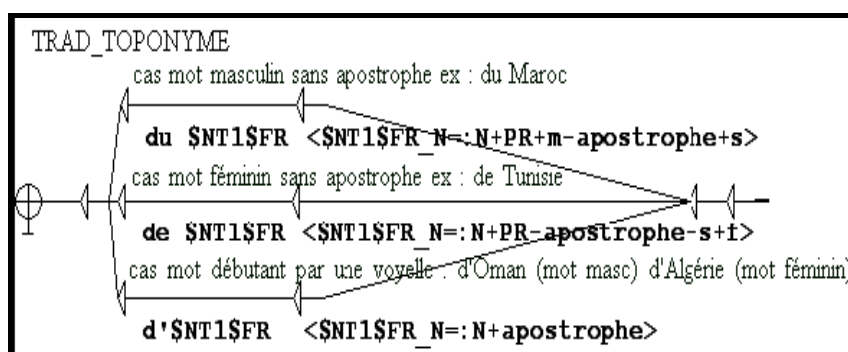 TRAD_TOPONYME
cas mot masculin sans apostrophe ex : du Maroc
du $NT1$FR <$NT1$FR_N=:N+PR+m-apostrophe+s>
cas mot féminin sans apostrophe ex : de Tunisie
de $NT1$FR <$NT1$FR_N=:N+PR-apostrophe-s+f>
cas mot débutant par une voyelle : d'Oman (mot masc) d'Algérie (mot féminin)
d'$NT1$FR <$NT1$FR_N=:N+apostrophe>